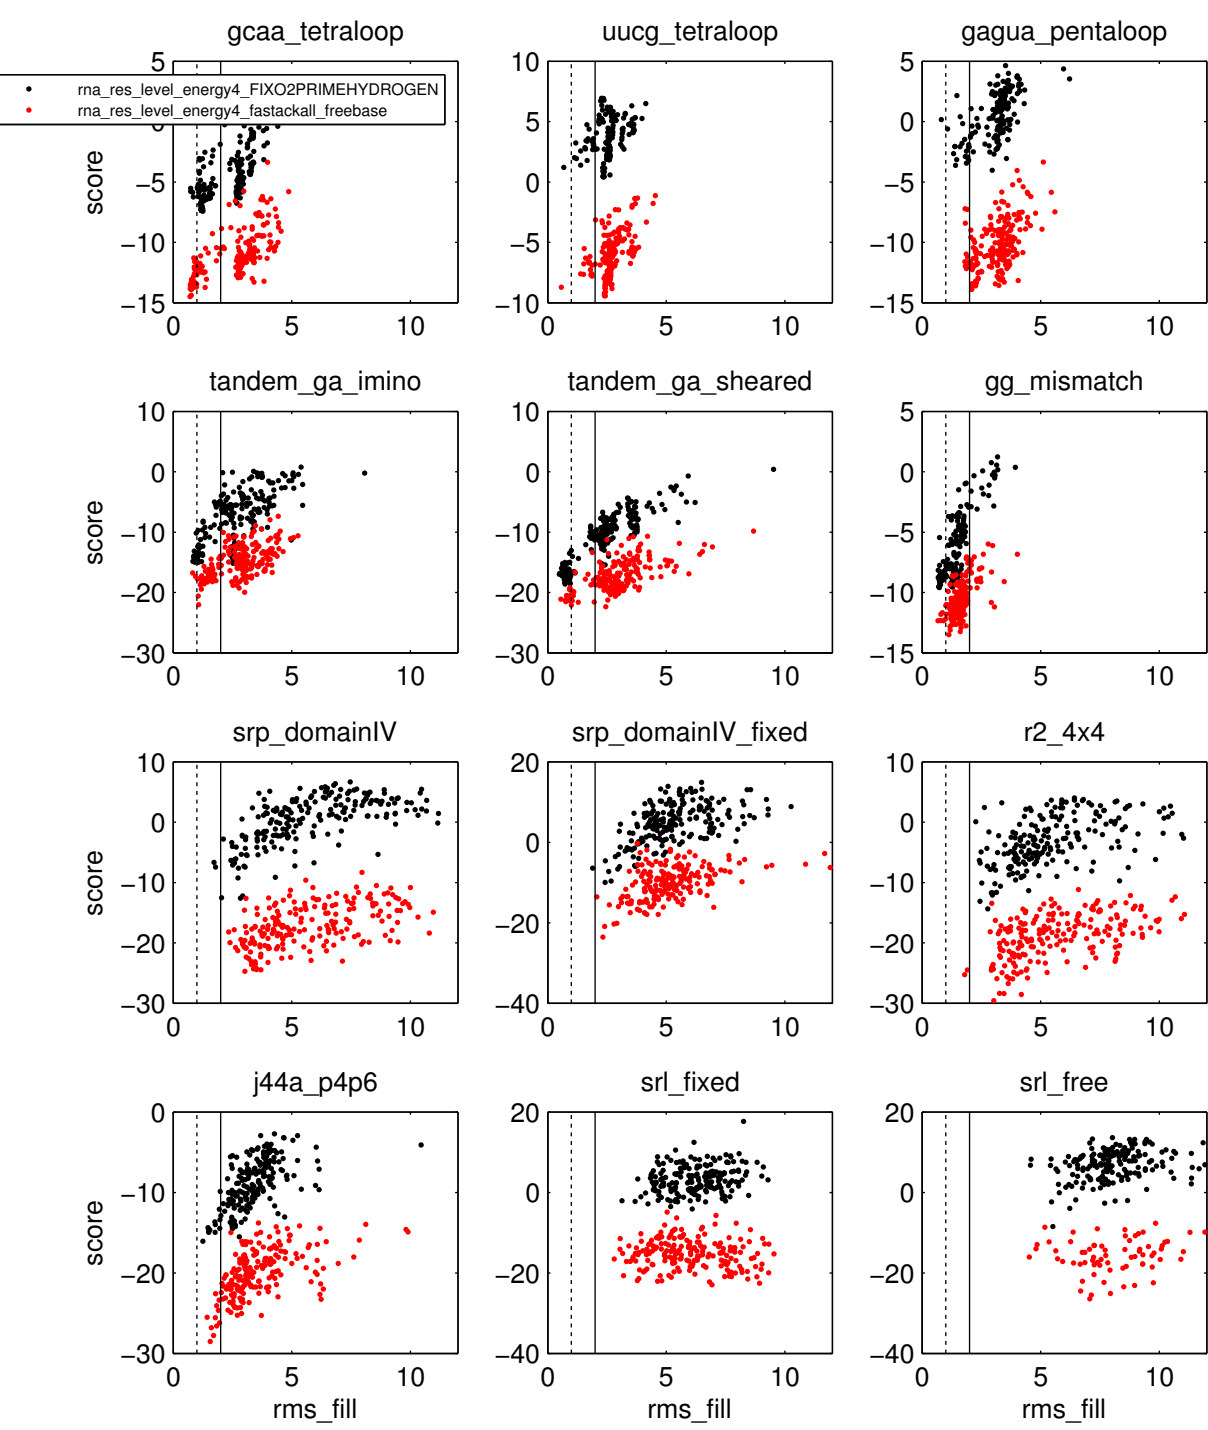 gcaa_tetraloop uucg_tetraloop gagua_pentaloop
rna_res_level_energy4_FIXO2PRIMEHYDROGEN
rna_res_level_energy4_fastackall_freebase
score
5 0 −5 −10 −15
0 5 10
10 5 0 −5 −10
0 5 10
5 0 −5 −10 −15
0 5 10
tandem_ga_imino tandem_ga_sheared gg_mismatch
score
10 0 −10 −20 −30
0 5 10
10 0 −10 −20 −30
0 5 10
5 0 −5 −10 −15
0 5 10
srp_domainIV srp_domainIV_fixed r2_4x4
score
10 0 −10 −20 −30
0 5 10
20 0 −20 −40
0 5 10
10 0 −10 −20 −30
0 5 10
j44a_p4p6 srl_fixed srl_free
score
0 −10 −20 −30
0 5 10
rms_fill
20 0 −20 −40
0 5 10
rms_fill
20 0 −20 −40
0 5 10
rms_fill